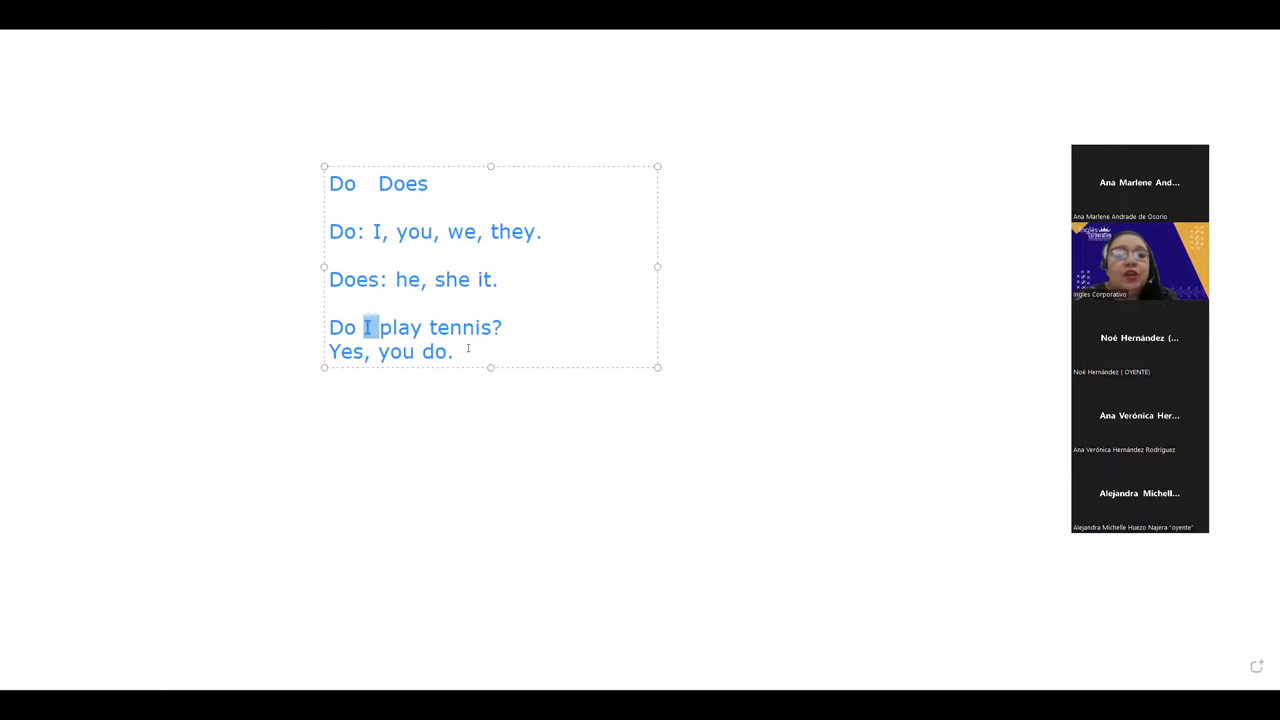 Do Does
Do: I, you, we, they.
Does: he, she it.
Do I play tennis?
Yes, you do.
Ana Marlene And...
Ana Marlene Andrade de Osorio
Inglés
Corporativo
Ingles Corporativo
Noé Hernández (...
Noé Hernández ( OYENTE)
Ana Verónica Her...
Ana Verónica Hernández Rodríguez
Alejandra Michell...
Alejandra Michelle Huezo Najera "oyente"